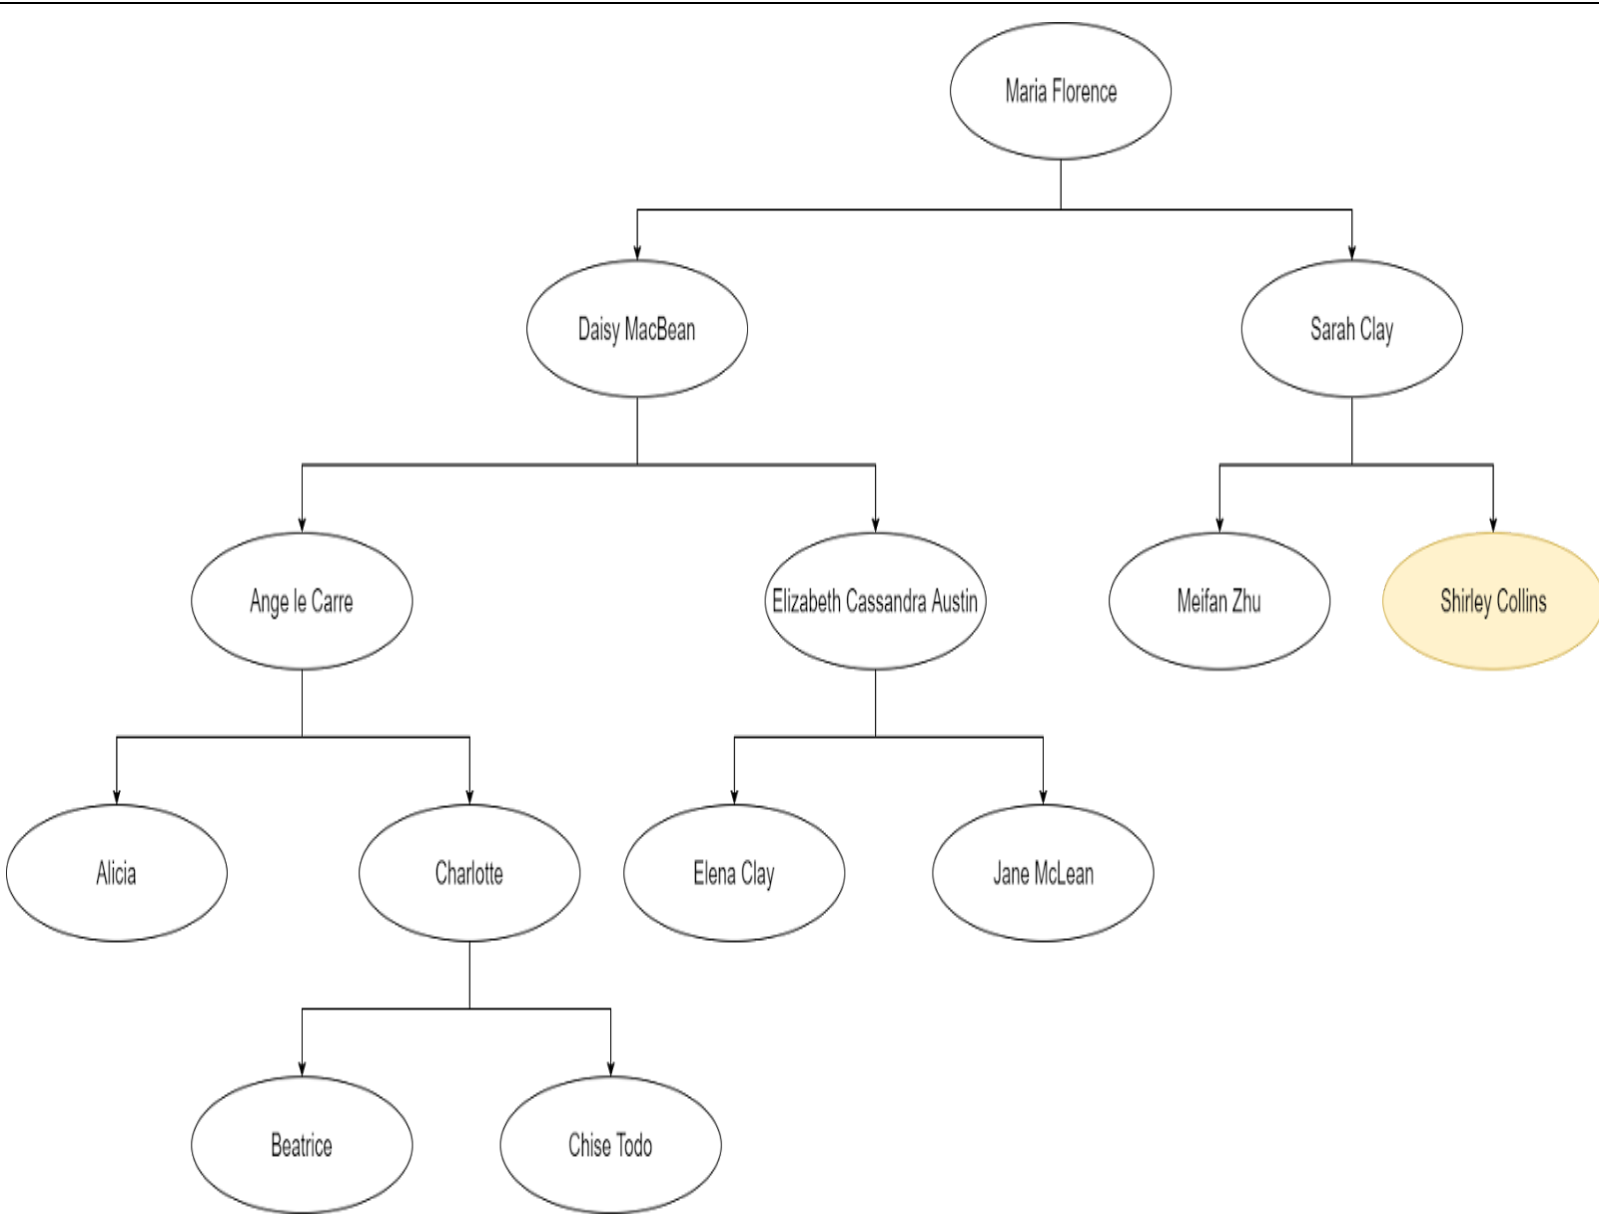 Maria Florence
Daisy MacBean
Sarah Clay
Ange le Carre
Elizabeth Cassandra Austin
Meifan Zhu
Shirley Collins
Alicia
Charlotte
Elena Clay
Jane McLean
Beatrice
Chise Todo